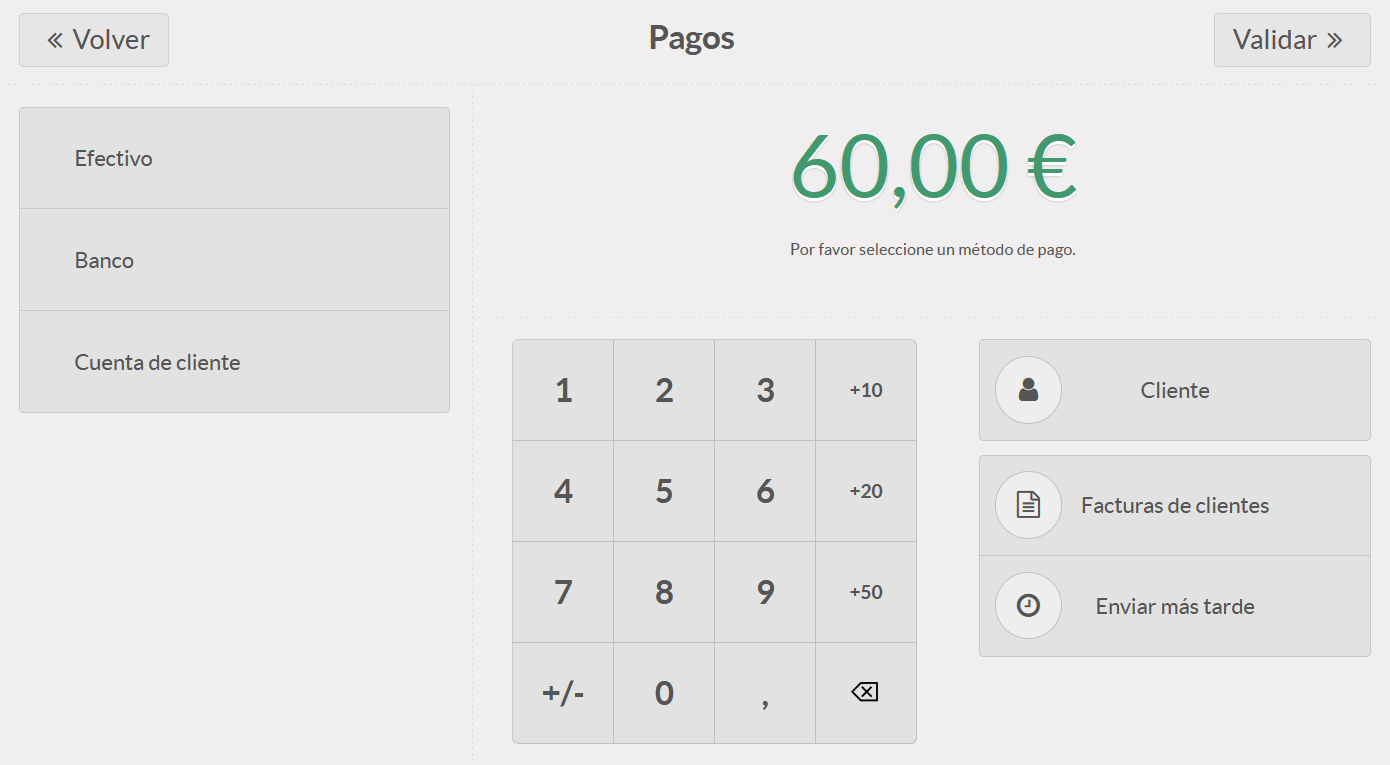 « Volver
Pagos
Validar »
Efectivo
Banco
Cuenta de cliente
60,00 €
Por favor seleccione un método de pago.
1 2 3 +10
4 5 6 +20
7 8 9 +50
+/- 0 ,
Cliente
Facturas de clientes
Enviar más tarde